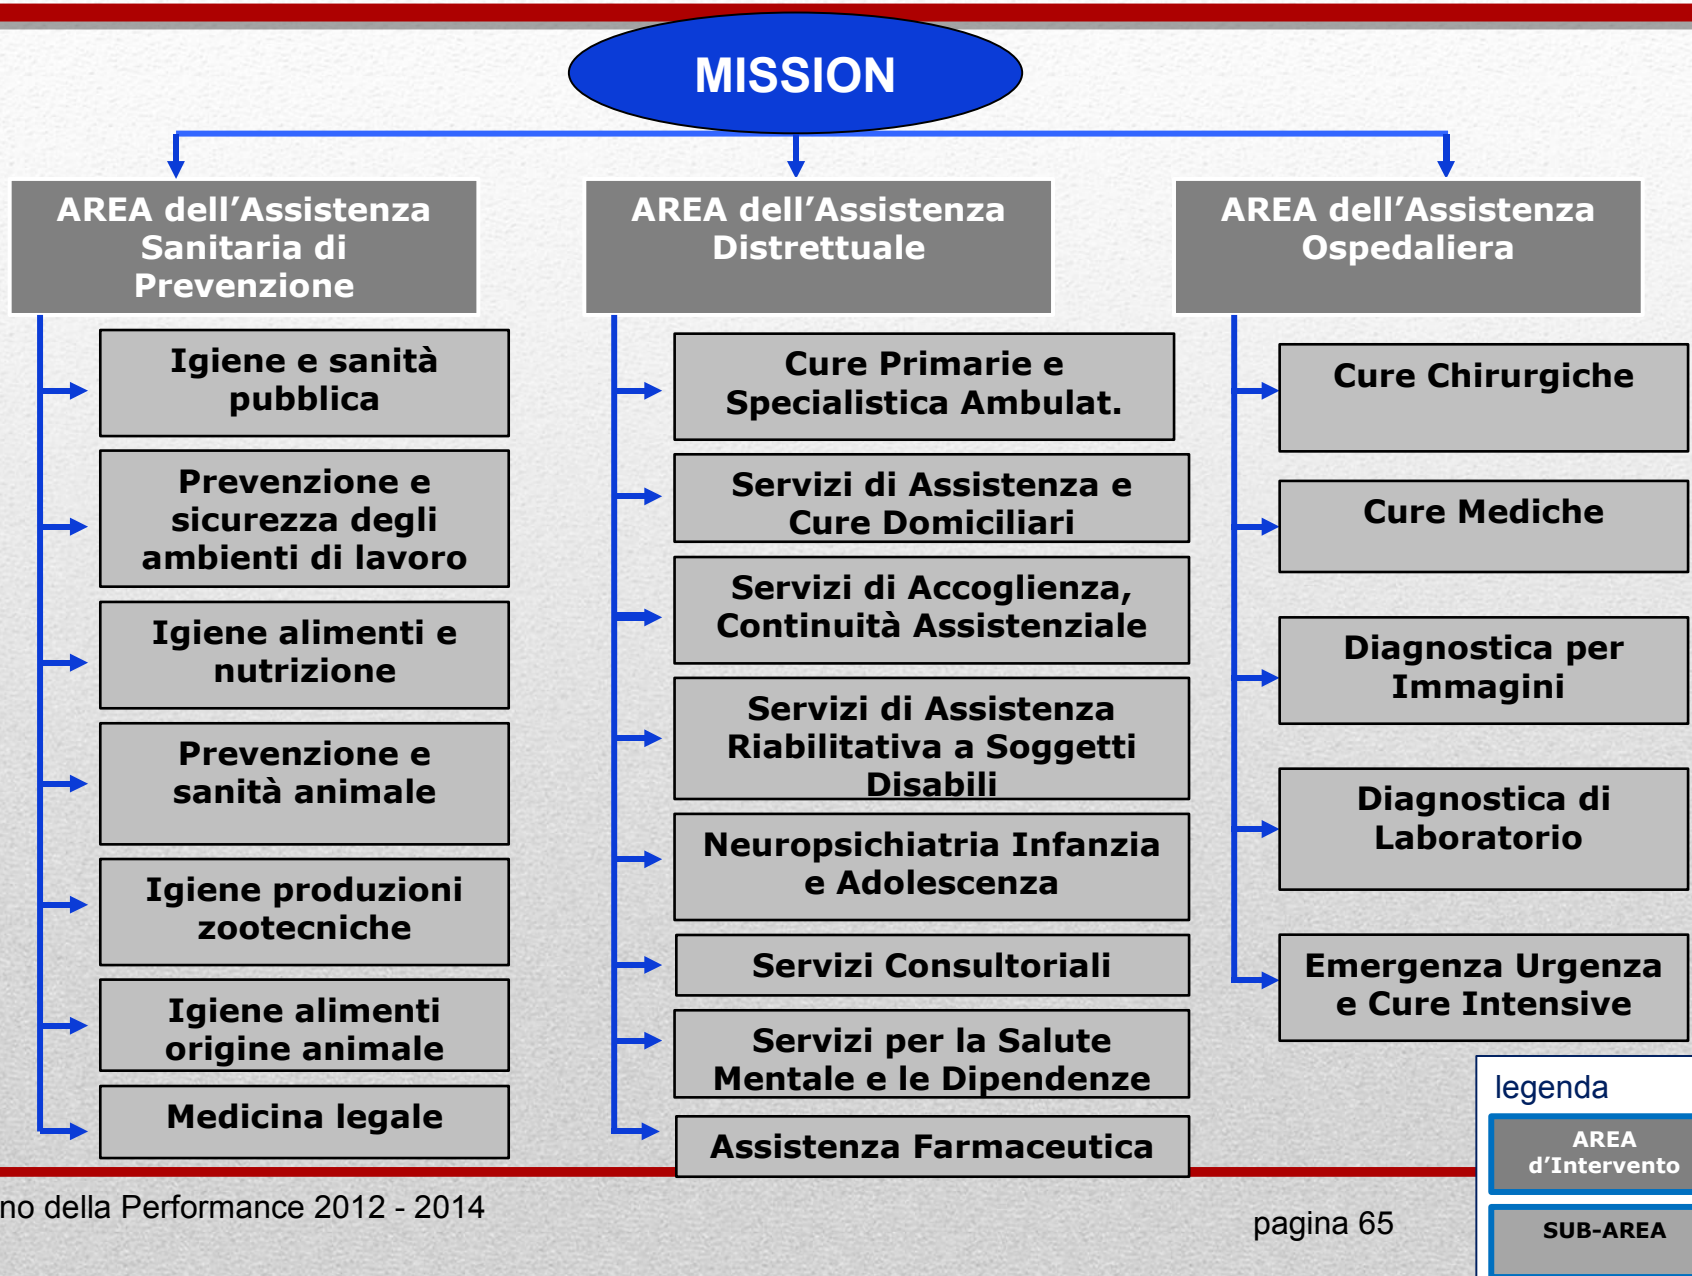 MISSION
AREA dell’Assistenza
Sanitaria di
Prevenzione
Igiene e sanità
pubblica
Prevenzione e
sicurezza degli
ambienti di lavoro
Igiene alimenti e
nutrizione
Prevenzione e
sanità animale
Igiene produzioni
zootecniche
Igiene alimenti
origine animale
Medicina legale
AREA dell’Assistenza
Distrettuale
Cure Primarie e
Specialistica Ambulat.
Servizi di Assistenza e
Cure Domiciliari
Servizi di Accoglienza,
Continuità Assistenziale
Servizi di Assistenza
Riabilitativa a Soggetti
Disabili
Neuropsichiatria Infanzia
e Adolescenza
Servizi Consultoriali
Servizi per la Salute
Mentale e le Dipendenze
Assistenza Farmaceutica
AREA dell’Assistenza
Ospedaliera
Cure Chirurgiche
Cure Mediche
Diagnostica per
Immagini
Diagnostica di
Laboratorio
Emergenza Urgenza
e Cure Intensive
legenda
AREA
d’Intervento
SUB-AREA
no della Performance 2012 - 2014
pagina 65